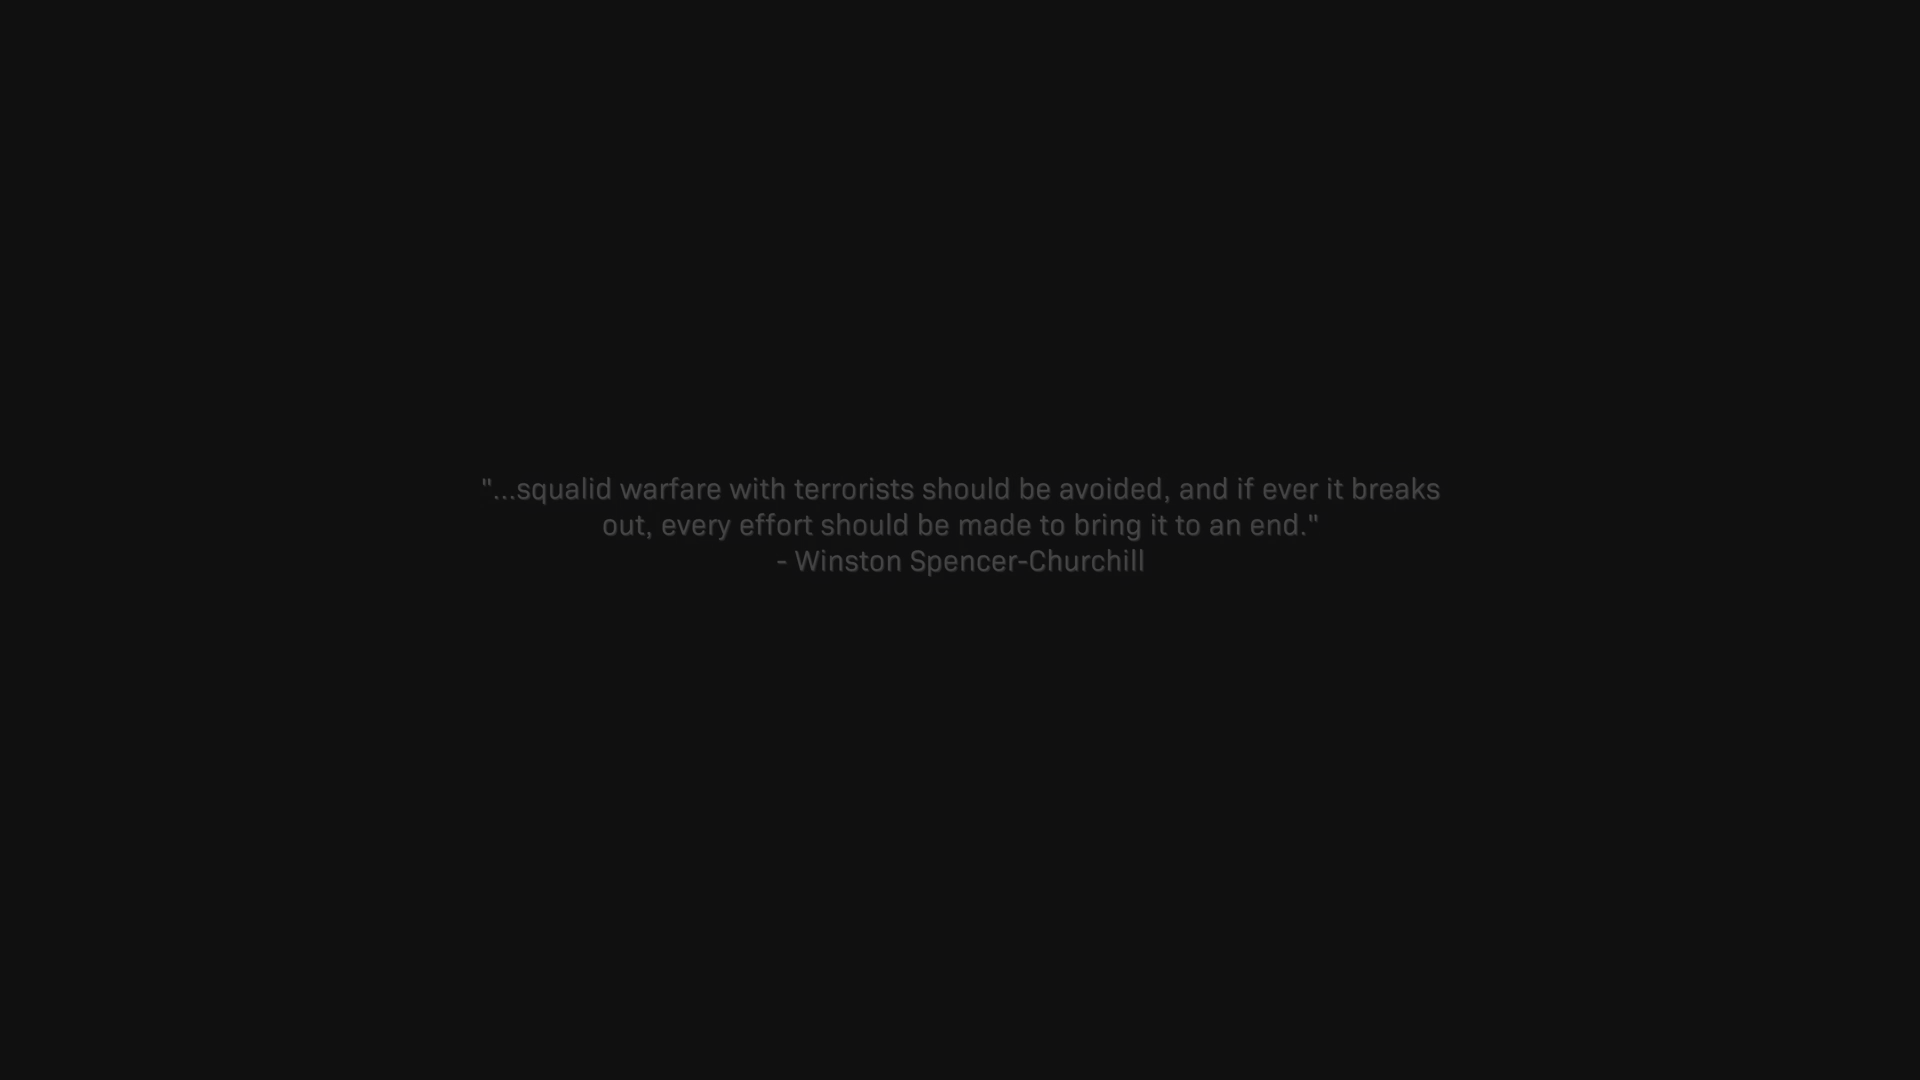 "...squalid warfare with terrorists should be avoided, and if ever it breaks
out, every effort should be made to bring it to an end."
- Winston Spencer-Churchill